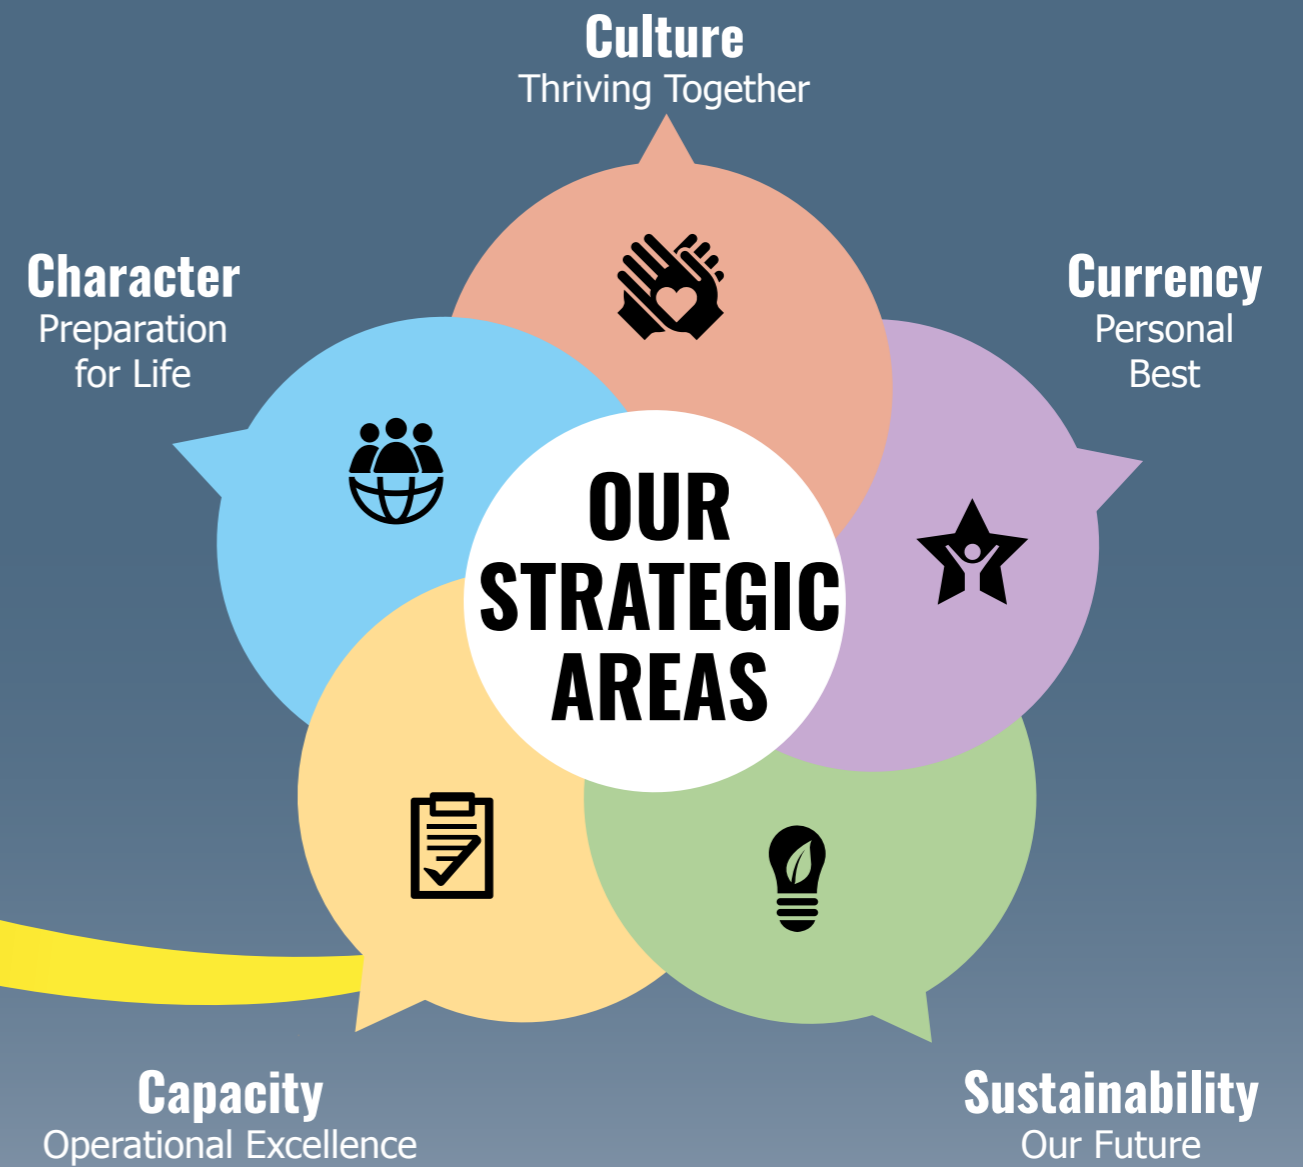 Culture
Thriving Together
Character
Preparation
for Life
Currency
Personal
Best
OUR
STRATEGIC
AREAS
Capacity
Operational Excellence
Sustainability
Our Future